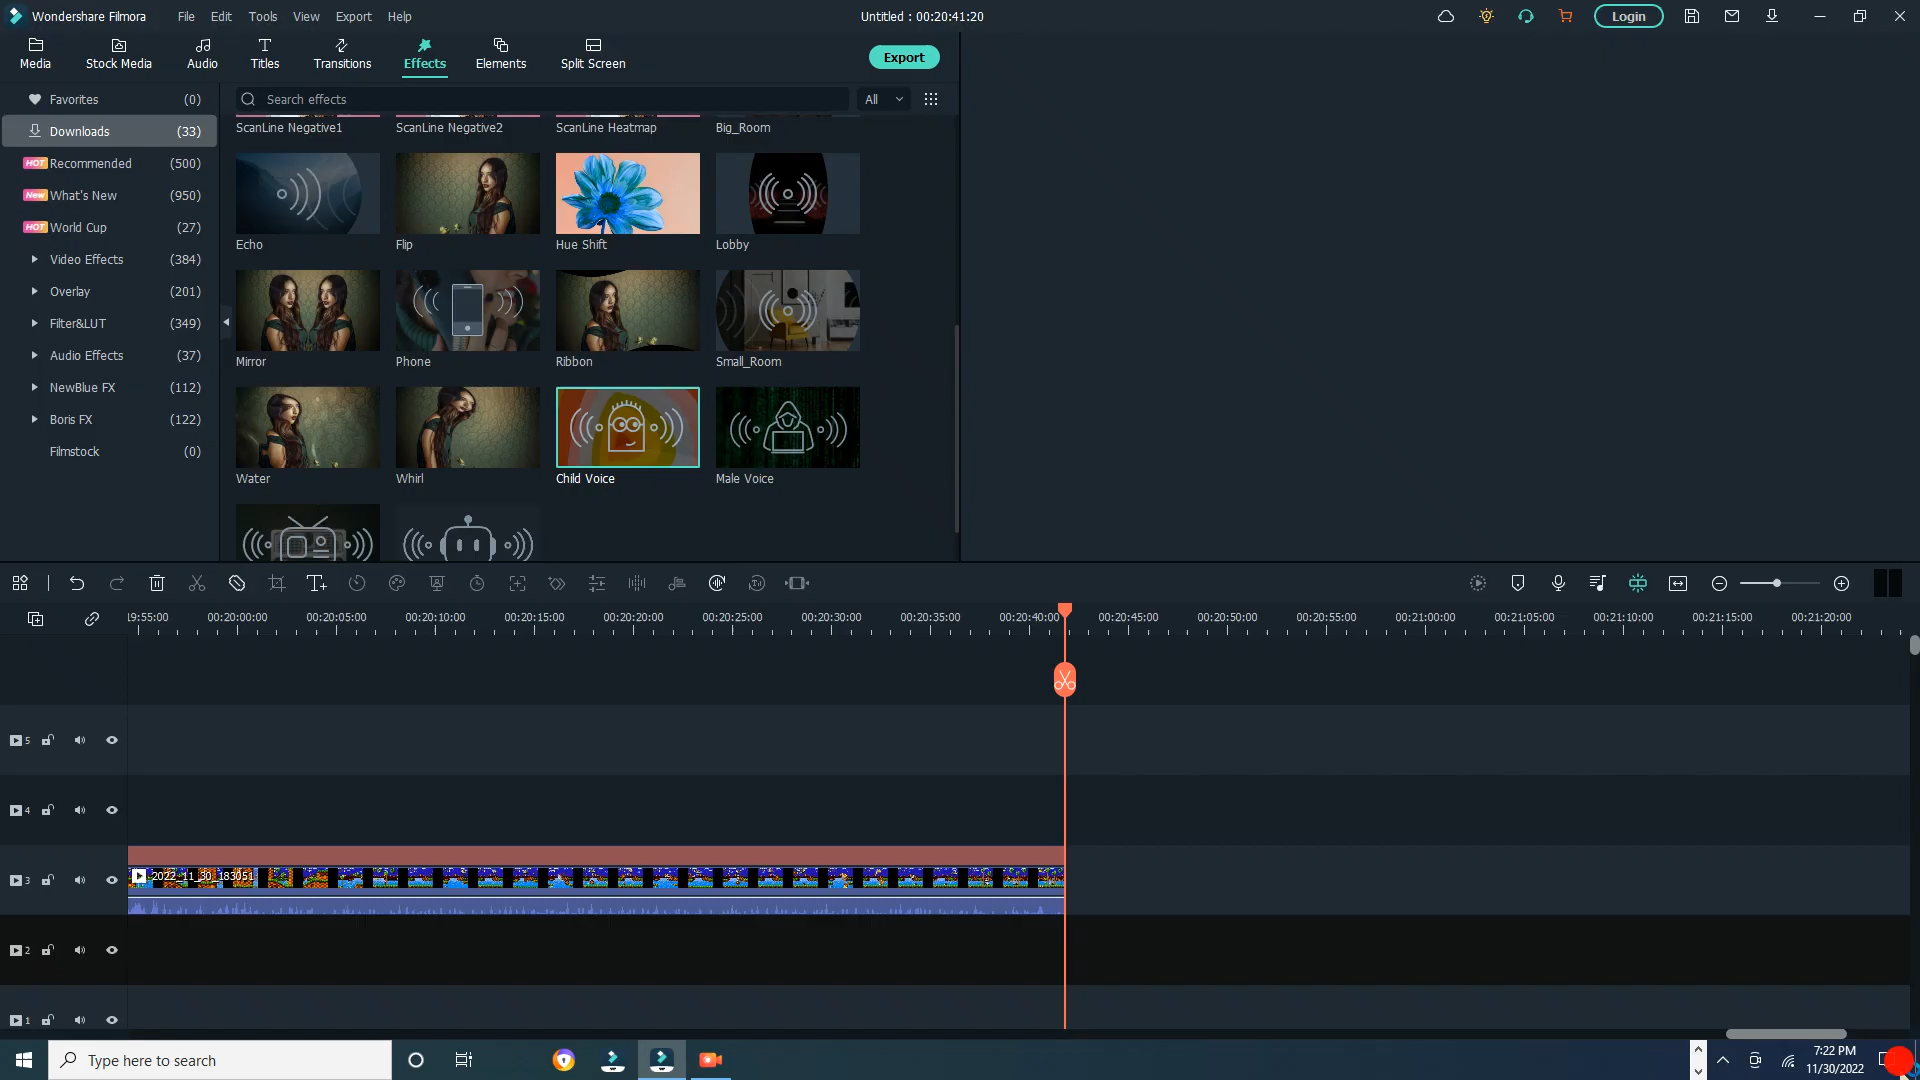 Wondershare Filmora File Edit Tools View Export Help Untitled : 00:20:41:20 Login
Media Stock Media Audio Titles Transitions Effects Elements Split Screen Export
Favorites (0)
Downloads (33)
HOT Recommended (500)
New What's New (950)
HOT World Cup (27)
Video Effects (384)
Overlay (201)
Filter&LUT (349)
Audio Effects (37)
NewBlue FX (112)
Boris FX (122)
Filmstock (0)
Search effects All
ScanLine Negative1 ScanLine Negative2 ScanLine Heatmap Big_Room
Echo Flip Hue Shift Lobby
Mirror Phone Ribbon Small_Room
Water Whirl Child Voice Male Voice
19:55:00 00:20:00:00 00:20:05:00 00:20:10:00 00:20:15:00 00:20:20:00 00:20:25:00 00:20:30:00 00:20:35:00 00:20:40:00 00:20:45:00 00:20:50:00 00:20:55:00 00:21:00:00 00:21:05:00 00:21:10:00 00:21:15:00 00:21:20:00
5
4
3 2022_11_30_183051
2
1
Type here to search 7:22 PM
11/30/2022